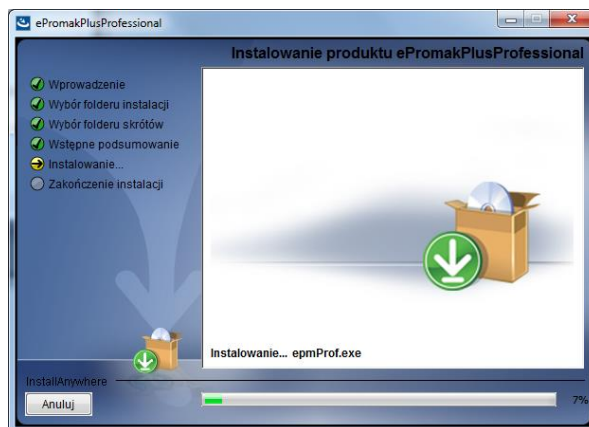 ePromakPlusProfessional
Instalowanie produktu ePromakPlusProfessional
Wprowadzenie
Wybór folderu instalacji
Wybór folderu skrótów
Wstępne podsumowanie
Instalowanie...
Zakończenie instalacji
Instalowanie... epmProf.exe
InstallAnywhere
Anuluj
7%